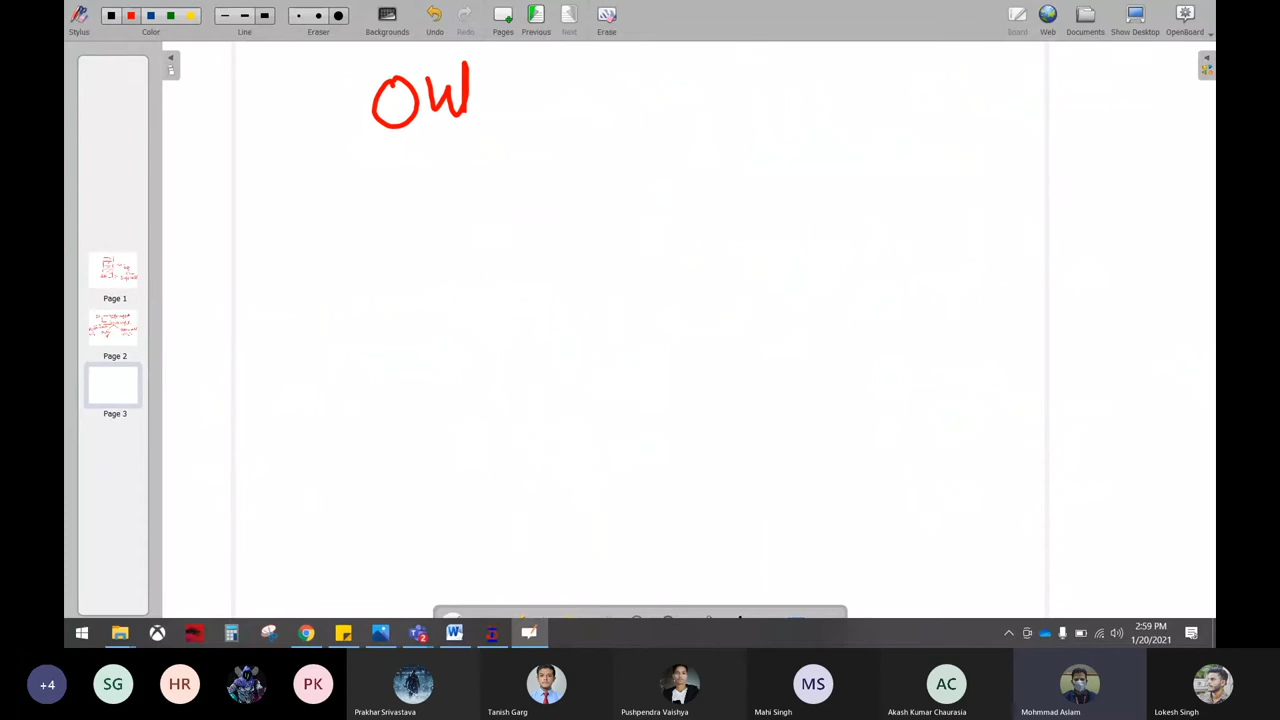 Stylus
Color
Line
Eraser
Backgrounds
Undo
Redo
Pages
Previous
Next
Erase
Board
Web
Documents
Show Desktop
OpenBoard
Page 1
Page 2
Page 3
2:59 PM
1/20/2021
+4
SG
HR
PK
Prakhar Srivastava
Tanish Garg
Pushpendra Vaishya
MS
Mahi Singh
AC
Akash Kumar Chaurasia
Mohmmad Aslam
Lokesh Singh